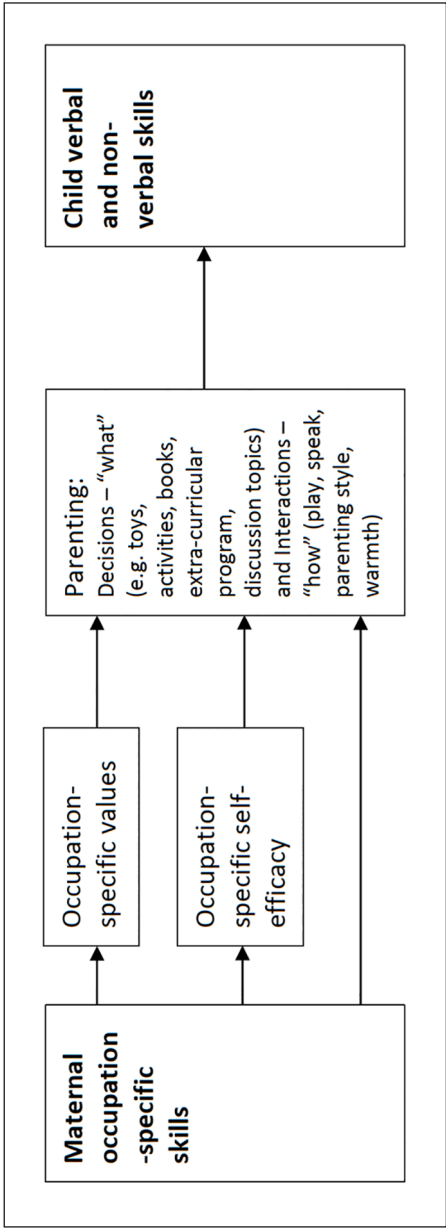 Maternal
occupation
-specific
skills
Occupation-
specific values
Occupation-
specific self-
efficacy
Parenting:
Decisions – “what”
(e.g. toys,
activities, books,
extra-curricular
program,
discussion topics)
and Interactions –
“how” (play, speak,
parenting style,
warmth)
Child verbal
and non-
verbal skills